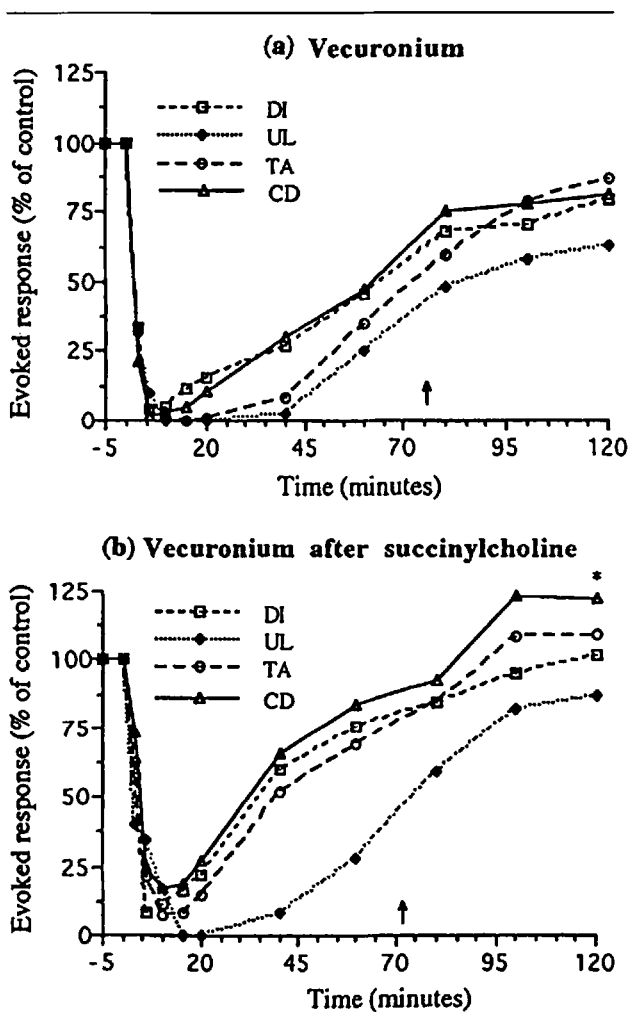 (a) Vecuronium
Evoked response (% of control)
125
100
75
50
25
0
DI
UL
TA
CD
-5 20 45 70 95 120
Time (minutes)
(b) Vecuronium after succinylcholine
Evoked response (% of control)
125
100
75
50
25
0
DI
UL
TA
CD
*
-5 20 45 70 95 120
Time (minutes)